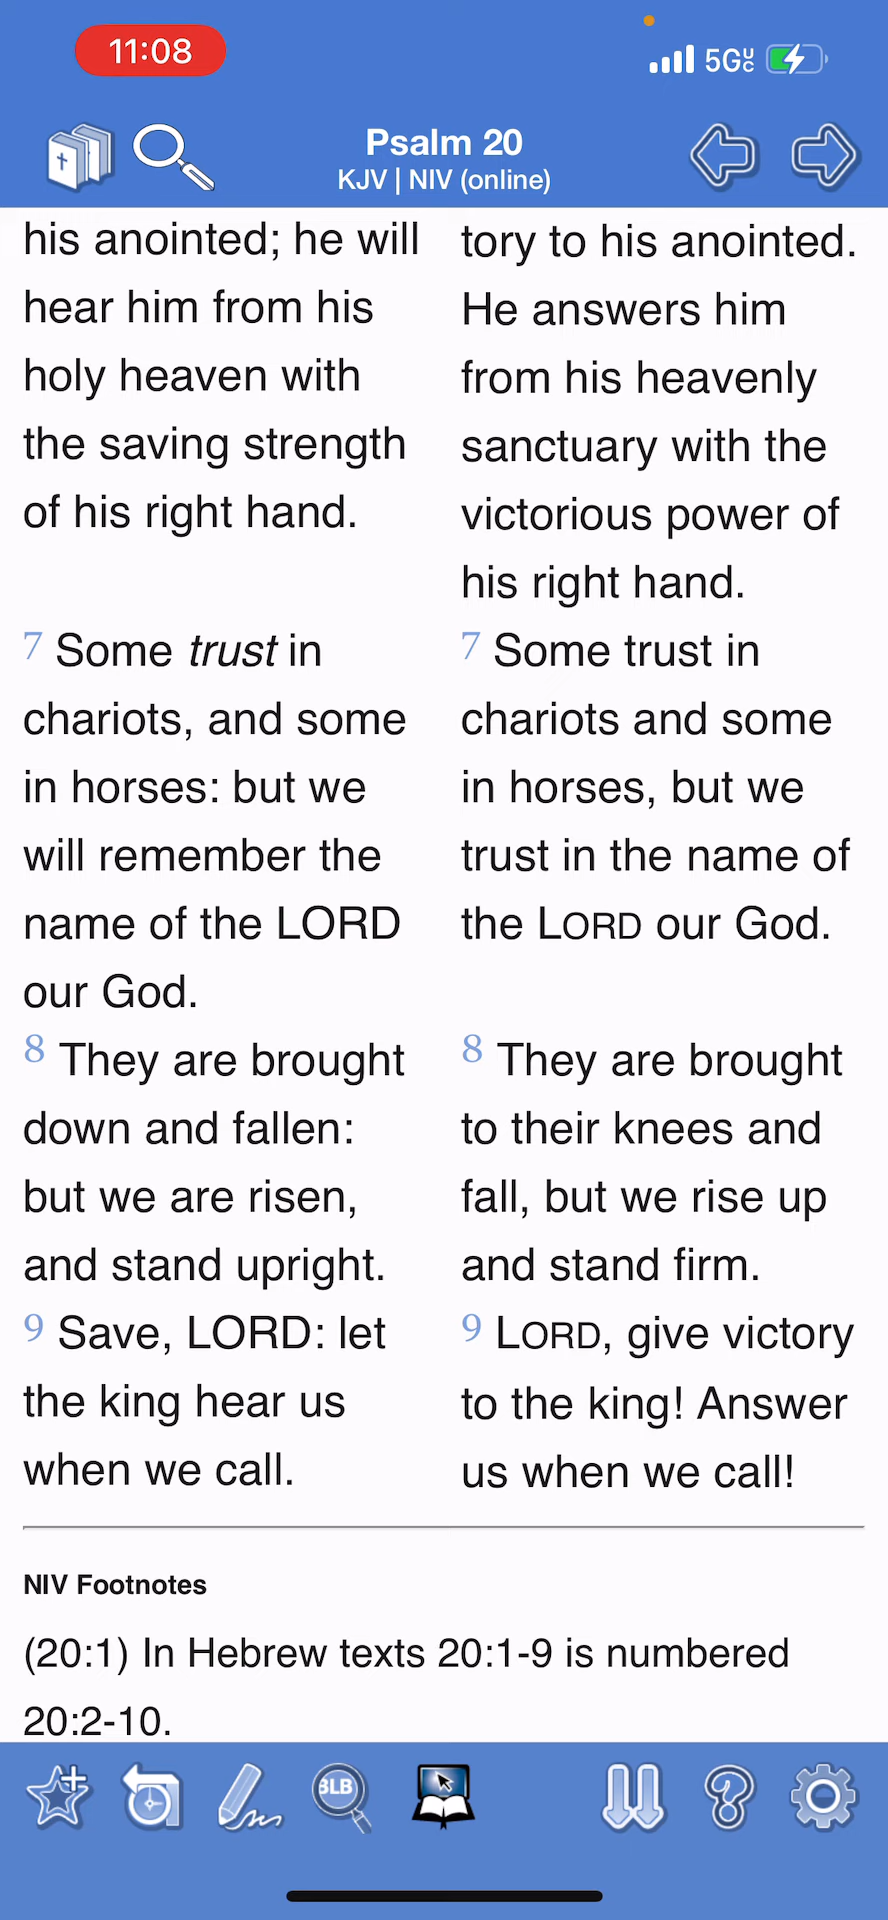 11:08
5G UC
Psalm 20
KJV | NIV (online)
his anointed; he will
hear him from his
holy heaven with
the saving strength
of his right hand.
7 Some trust in
chariots, and some
in horses: but we
will remember the
name of the LORD
our God.
8 They are brought
down and fallen:
but we are risen,
and stand upright.
9 Save, LORD: let
the king hear us
when we call.
tory to his anointed.
He answers him
from his heavenly
sanctuary with the
victorious power of
his right hand.
7 Some trust in
chariots and some
in horses, but we
trust in the name of
the LORD our God.
8 They are brought
to their knees and
fall, but we rise up
and stand firm.
9 LORD, give victory
to the king! Answer
us when we call!
NIV Footnotes
(20:1) In Hebrew texts 20:1-9 is numbered
20:2-10.
BLB